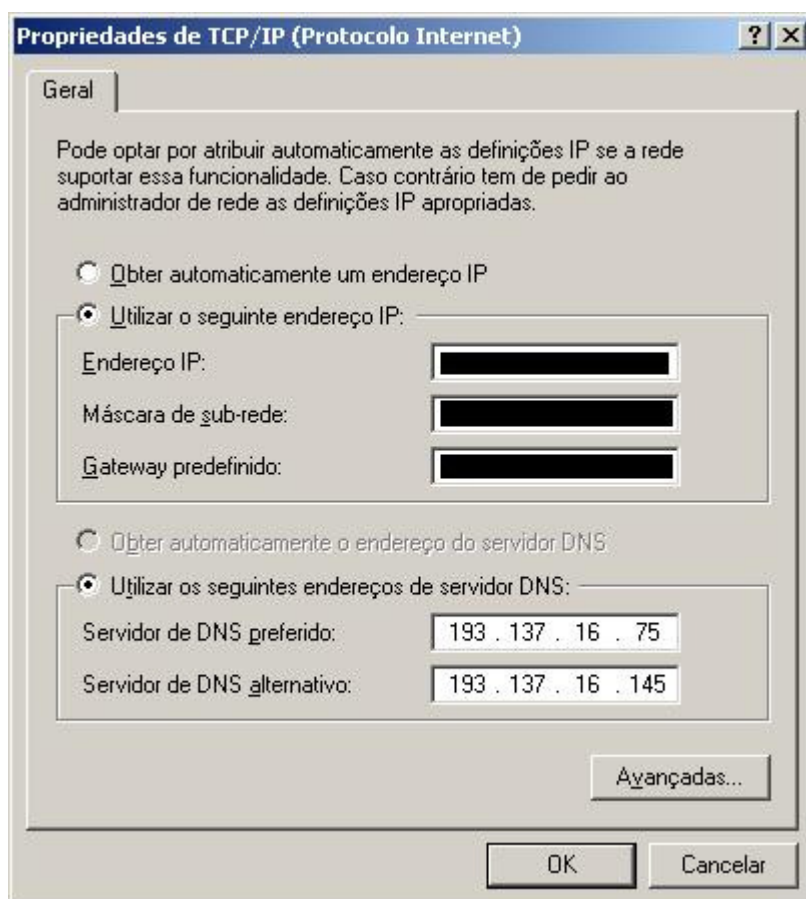 Propriedades de TCP/IP (Protocolo Internet)
Geral
Pode optar por atribuir automaticamente as definições IP se a rede
suportar essa funcionalidade. Caso contrário tem de pedir ao
administrador de rede as definições IP apropriadas.
Obter automaticamente um endereço IP
Utilizar o seguinte endereço IP:
Endereço IP:
Máscara de sub-rede:
Gateway predefinido:
Obter automaticamente o endereço do servidor DNS
Utilizar os seguintes endereços de servidor DNS:
Servidor de DNS preferido: 193 . 137 . 16 . 75
Servidor de DNS alternativo: 193 . 137 . 16 . 145
Avançadas...
OK Cancelar